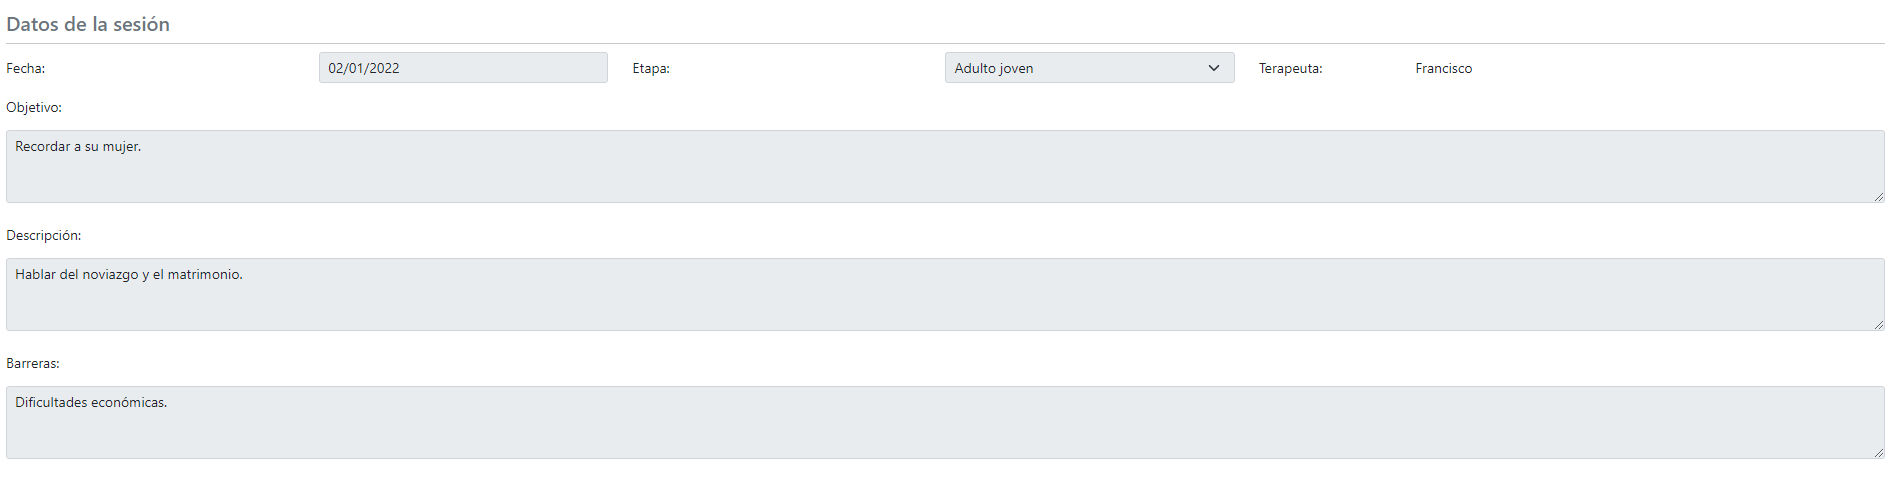 Datos de la sesión
Fecha: 02/01/2022 Etapa: Adulto joven Terapeuta: Francisco
Objetivo:
Recordar a su mujer.
Descripción:
Hablar del noviazgo y el matrimonio.
Barreras:
Dificultades económicas.